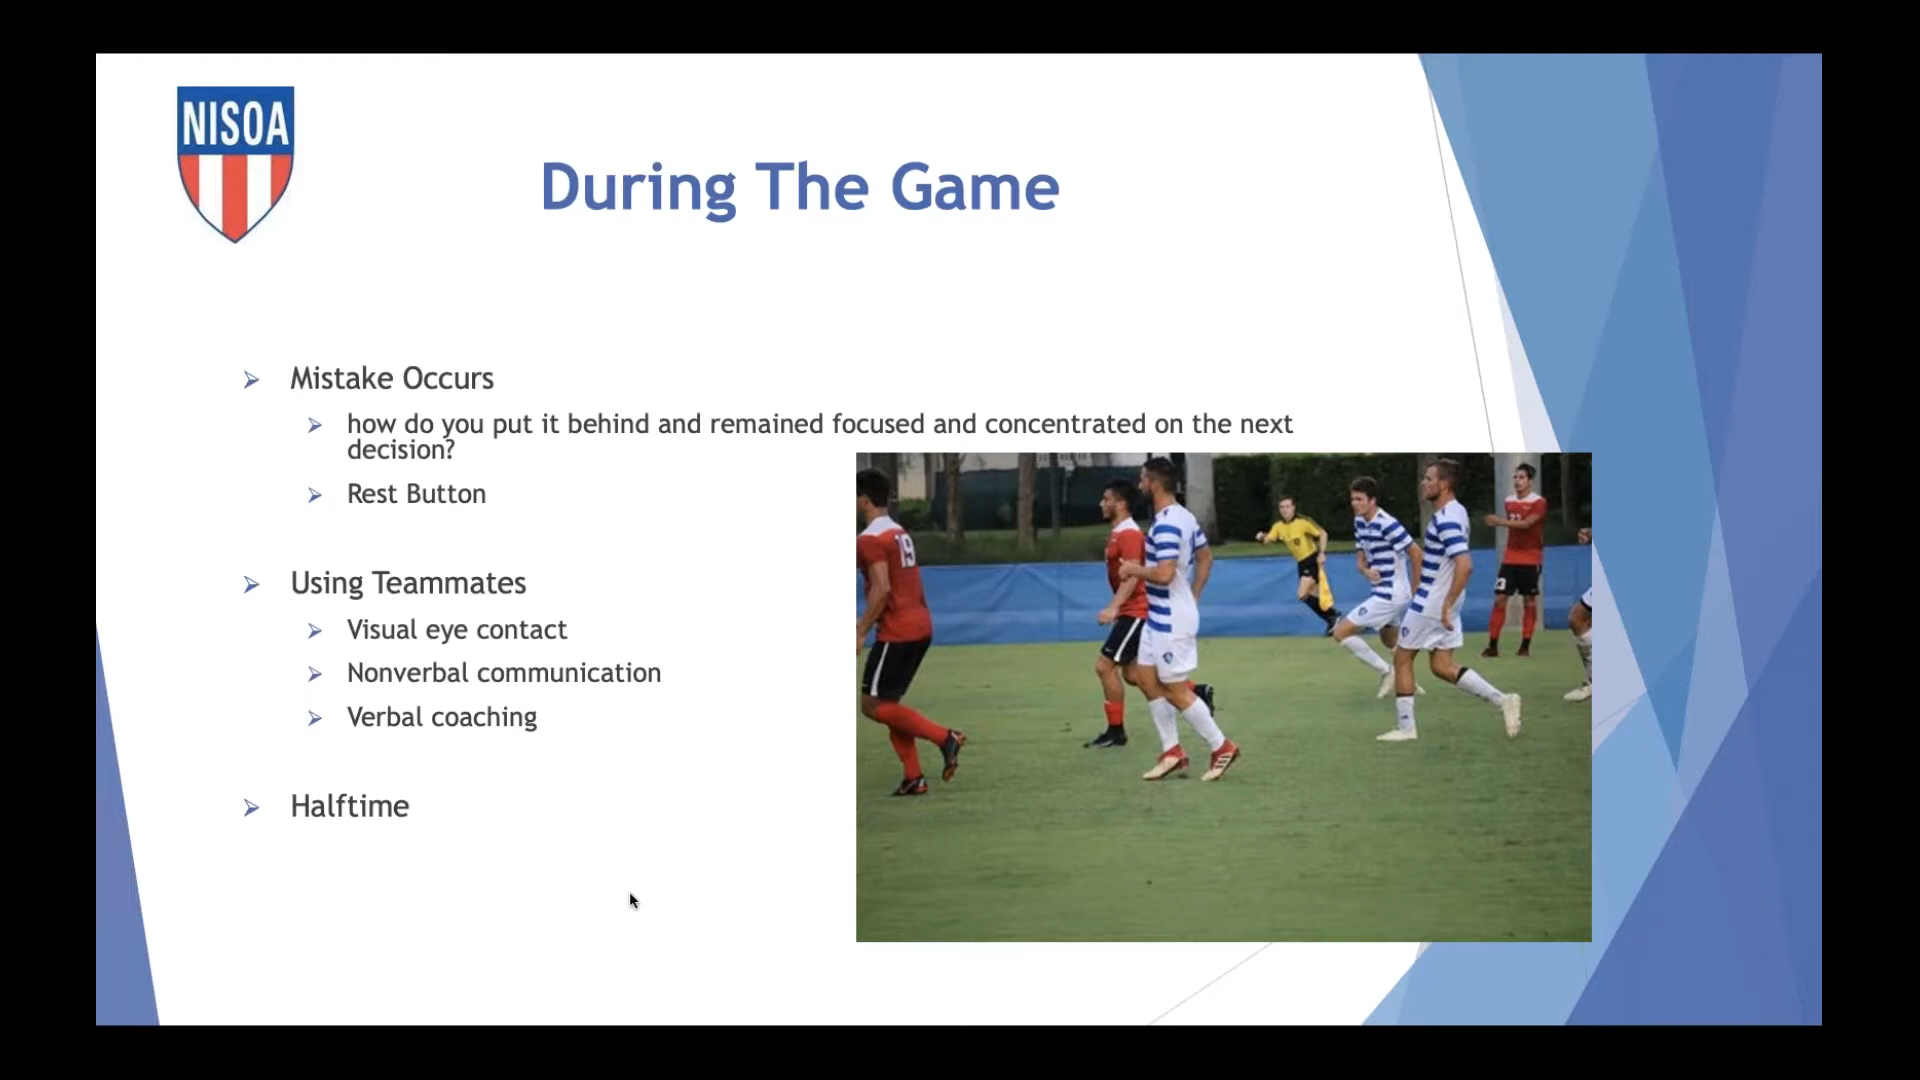 NISOA
During The Game
Mistake Occurs
how do you put it behind and remained focused and concentrated on the next
decision?
Rest Button
Using Teammates
Visual eye contact
Nonverbal communication
Verbal coaching
Halftime
19